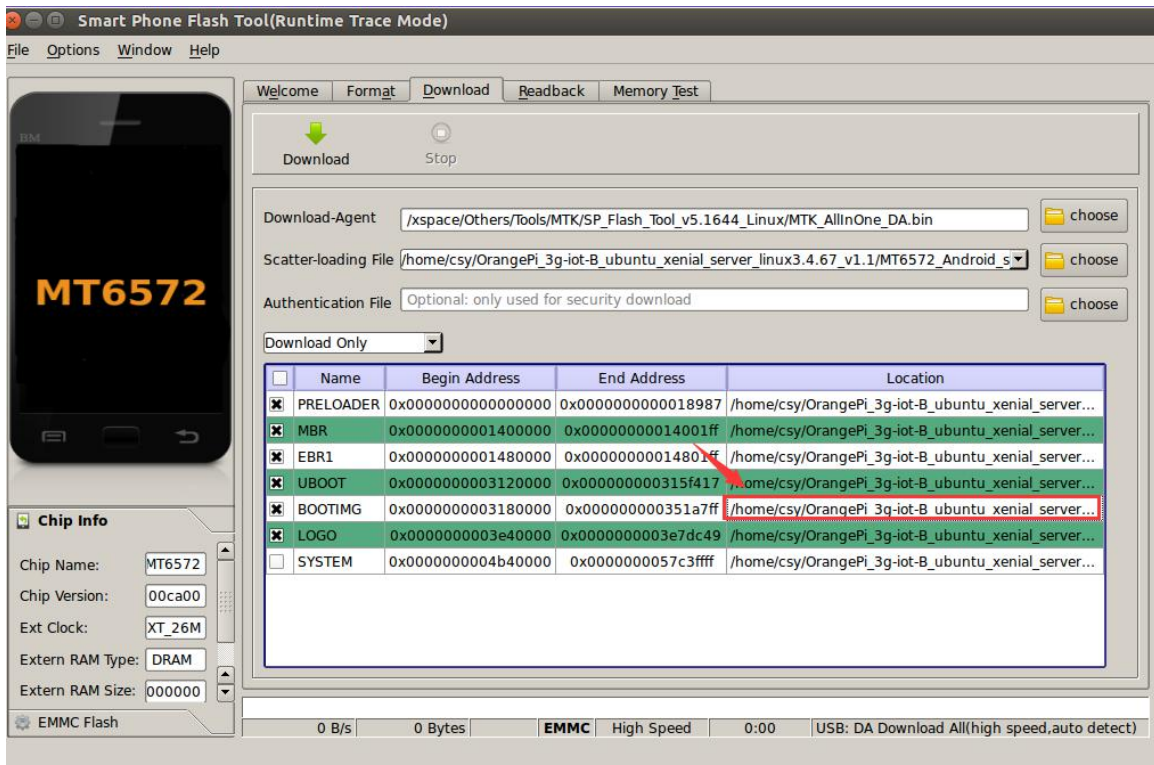 Smart Phone Flash Tool(Runtime Trace Mode)
File Options Window Help
BM
MT6572
Welcome Format Download Readback Memory Test
Download Stop
Download-Agent /xspace/Others/Tools/MTK/SP_Flash_Tool_v5.1644_Linux/MTK_AllInOne_DA.bin choose
Scatter-loading File /home/csy/OrangePi_3g-iot-B_ubuntu_xenial_server_linux3.4.67_v1.1/MT6572_Android_s choose
Authentication File Optional: only used for security download choose
Download Only
Name Begin Address End Address Location
PRELOADER 0x0000000000000000 0x0000000000018987 /home/csy/OrangePi_3g-iot-B_ubuntu_xenial_server...
MBR 0x0000000001400000 0x00000000014001ff /home/csy/OrangePi_3g-iot-B_ubuntu_xenial_server...
EBR1 0x0000000001480000 0x00000000014801ff /home/csy/OrangePi_3g-iot-B_ubuntu_xenial_server...
UBOOT 0x0000000003120000 0x000000000315f417 /home/csy/OrangePi_3g-iot-B_ubuntu_xenial_server...
BOOTIMG 0x0000000003180000 0x000000000351a7ff /home/csy/OrangePi_3g-iot-B_ubuntu_xenial_server...
LOGO 0x0000000003e40000 0x0000000003e7dc49 /home/csy/OrangePi_3g-iot-B_ubuntu_xenial_server...
SYSTEM 0x0000000004b40000 0x0000000057c3ffff /home/csy/OrangePi_3g-iot-B_ubuntu_xenial_server...
Chip Info
Chip Name: MT6572
Chip Version: 00ca00
Ext Clock: XT_26M
Extern RAM Type: DRAM
Extern RAM Size: 000000
EMMC Flash
0 B/s 0 Bytes EMMC High Speed 0:00 USB: DA Download All(high speed,auto detect)